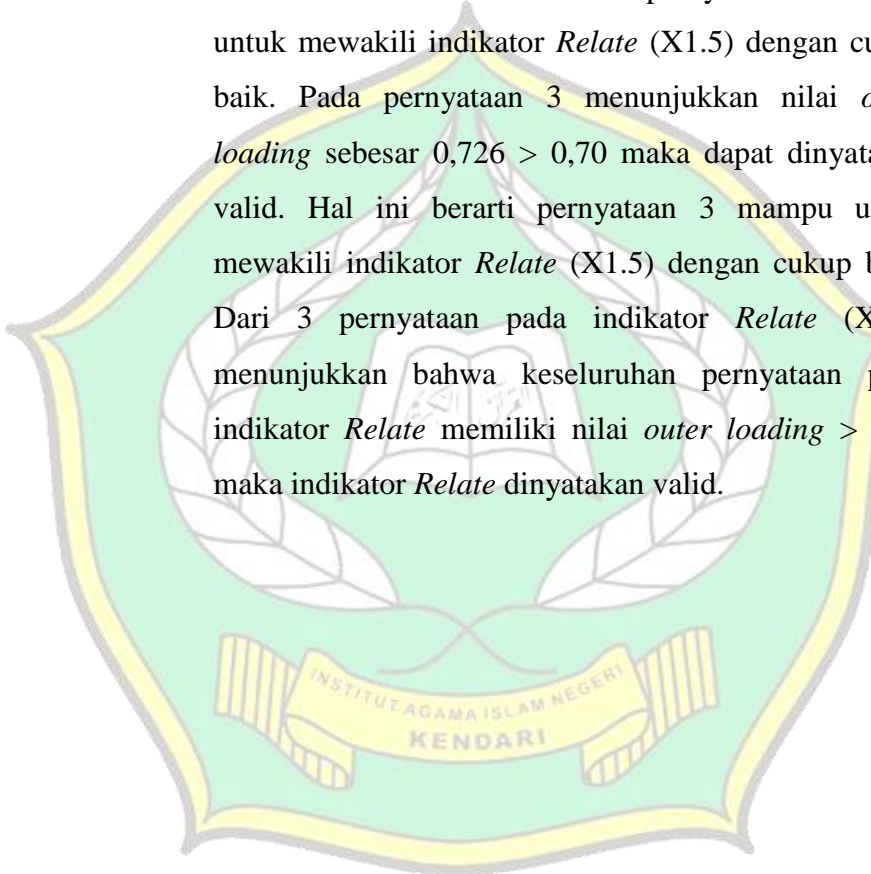 untuk mewakili indikator Relate (X1.5) dengan
baik. Pada pernyataan 3 menunjukkan nilai
loading sebesar 0,726 > 0,70 maka dapat
valid. Hal ini berarti pernyataan 3 mampu
mewakili indikator Relate (X1.5) dengan cukup
Dari 3 pernyataan pada indikator Relate
menunjukkan bahwa keseluruhan pernyataan
indikator Relate memiliki nilai outer loading >
maka indikator Relate dinyatakan valid.
INSTITUT AGAMA ISLAM NEGERI
KENDARI